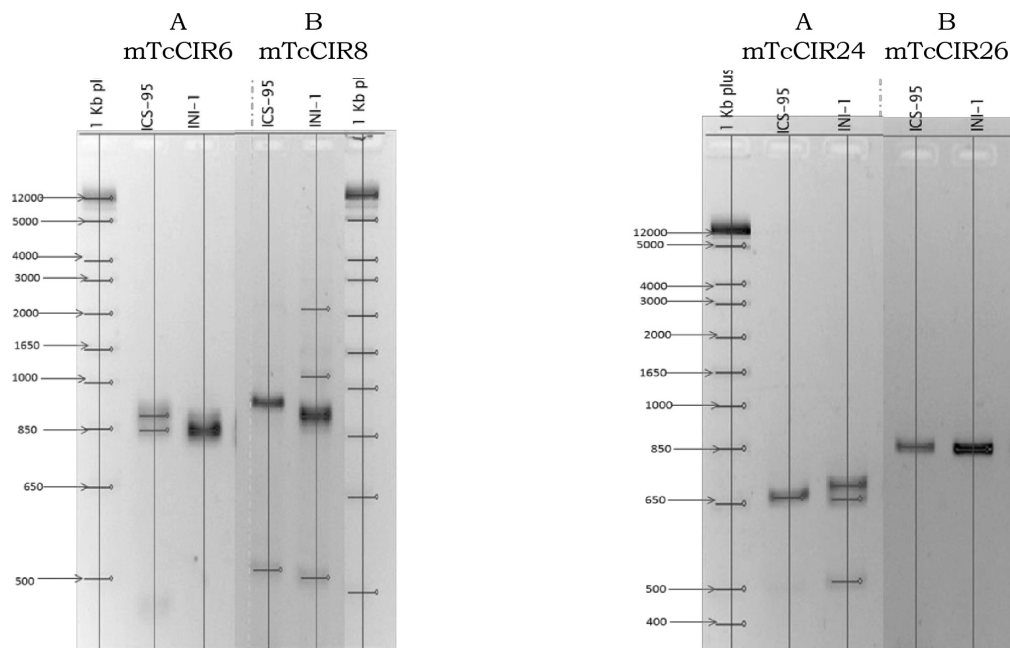 A
B
mTcCIR6
mTcCIR8
1 Kb pl
ICS-95
INI-1
ICS-95
INI-1
1 Kb pl
12000
5000
4000
3000
2000
1650
1000
850
650
500
A
B
mTcCIR24
mTcCIR26
1 Kb plus
ICS-95
INI-1
ICS-95
INI-1
12000
5000
4000
3000
2000
1650
1000
850
650
500
400